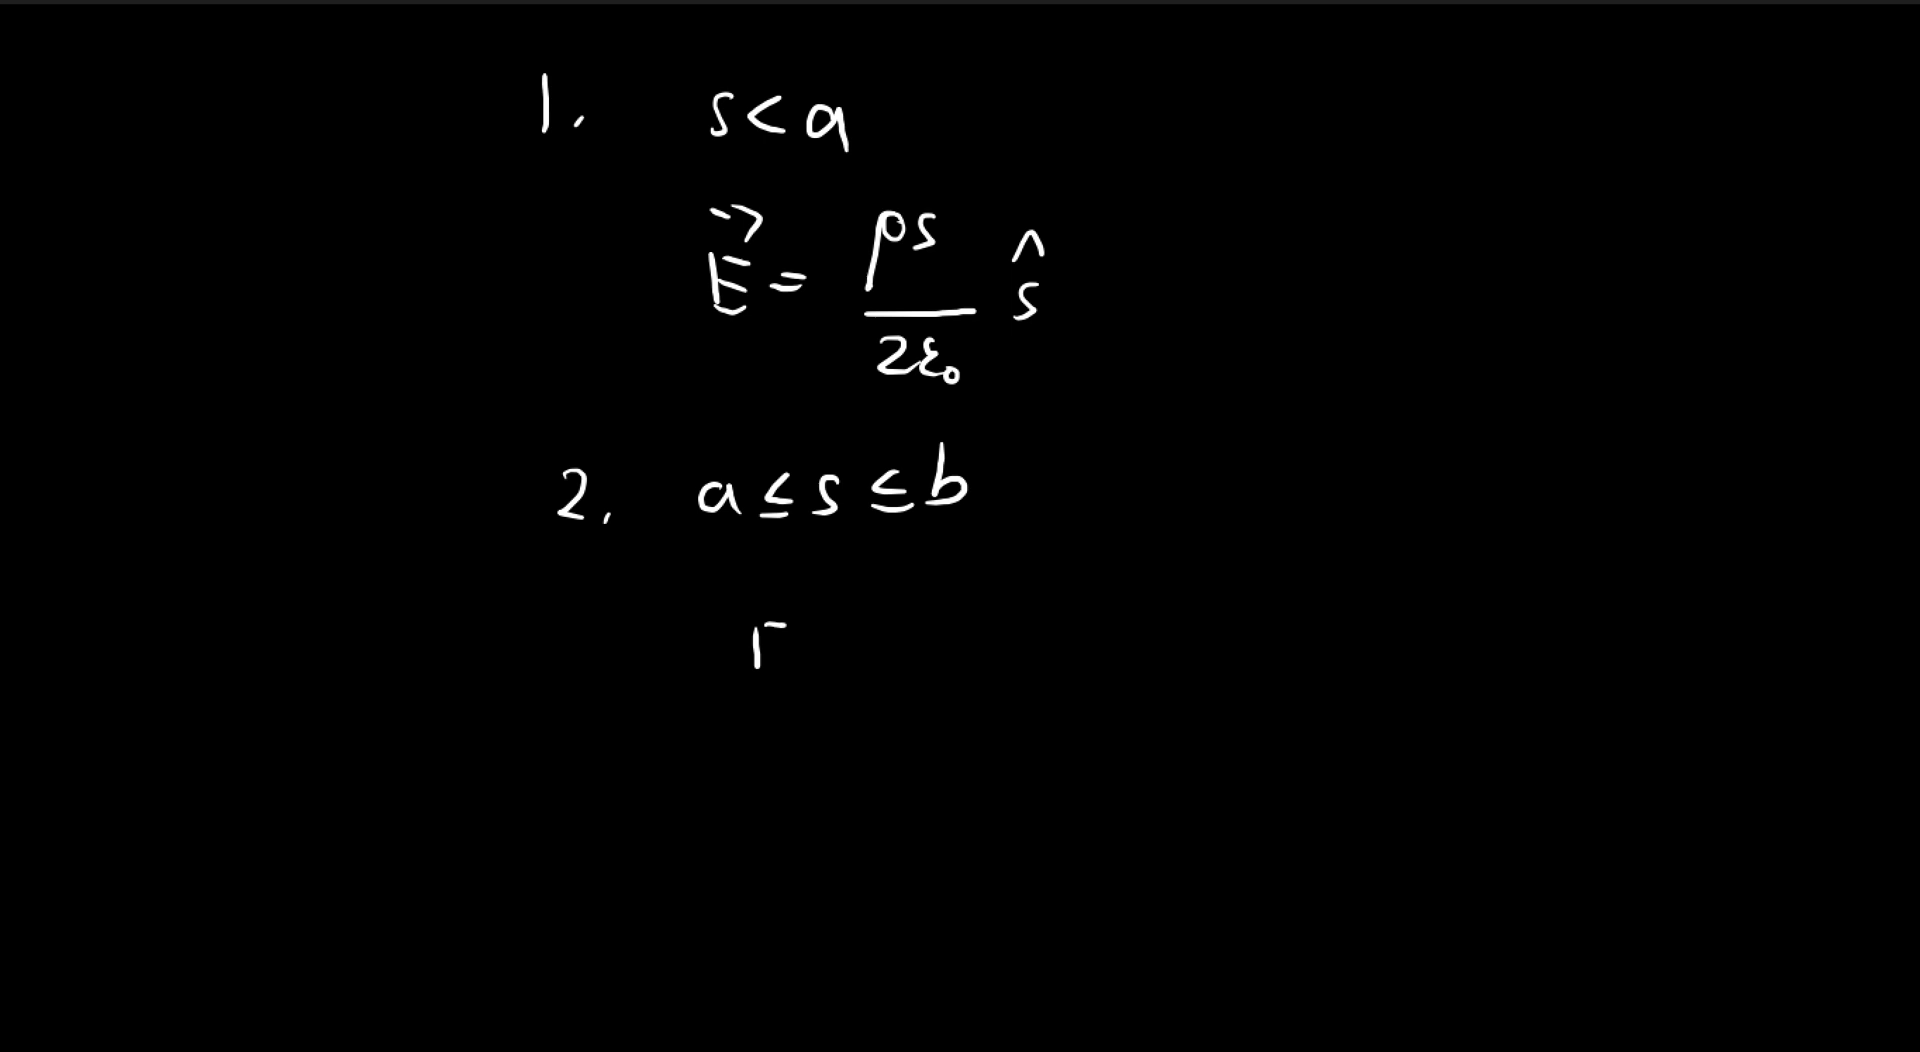 1. s<a
E⃗ = ρs/2ε₀ ŝ
2. a≤s≤b